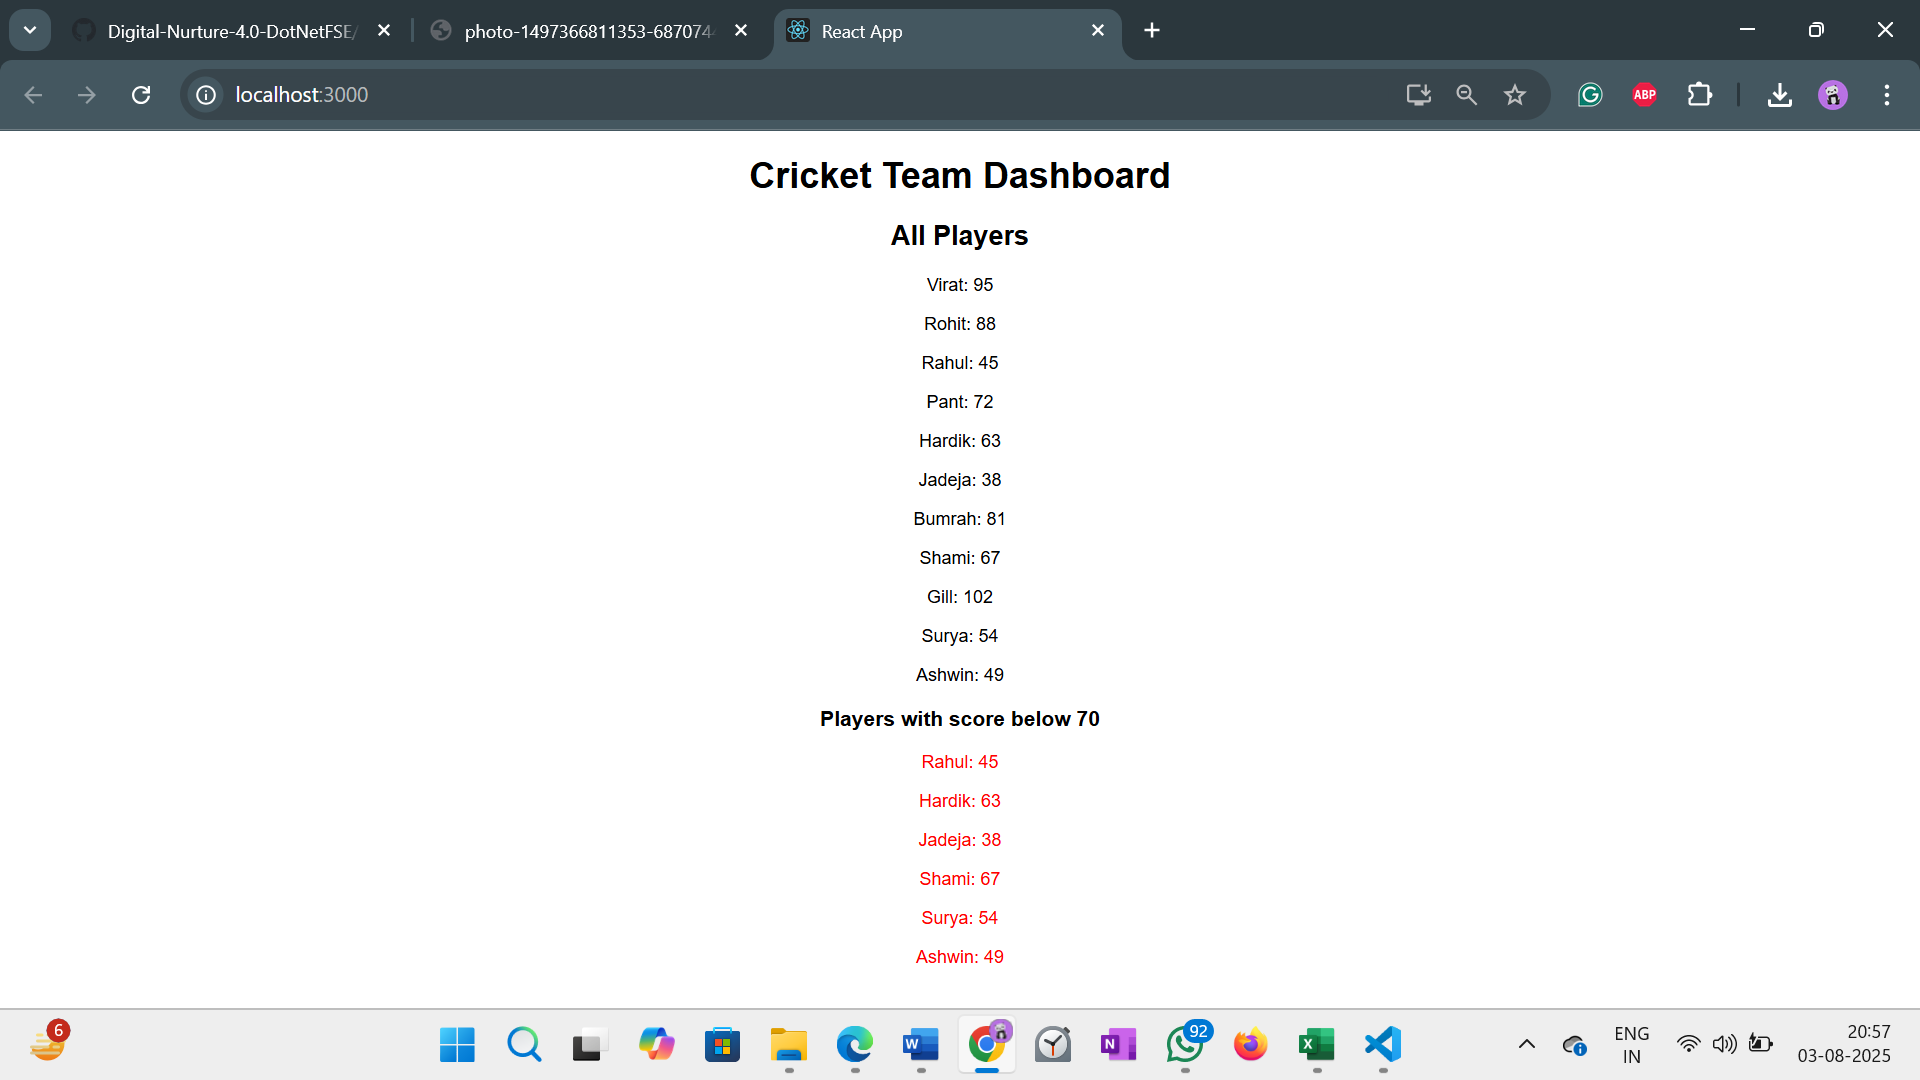 Digital-Nurture-4.0-DotNetFSE/
photo-1497366811353-687074
React App
localhost:3000
ABP
Cricket Team Dashboard
All Players
Virat: 95
Rohit: 88
Rahul: 45
Pant: 72
Hardik: 63
Jadeja: 38
Bumrah: 81
Shami: 67
Gill: 102
Surya: 54
Ashwin: 49
Players with score below 70
Rahul: 45
Hardik: 63
Jadeja: 38
Shami: 67
Surya: 54
Ashwin: 49
6
92
ENG
IN
20:57
03-08-2025